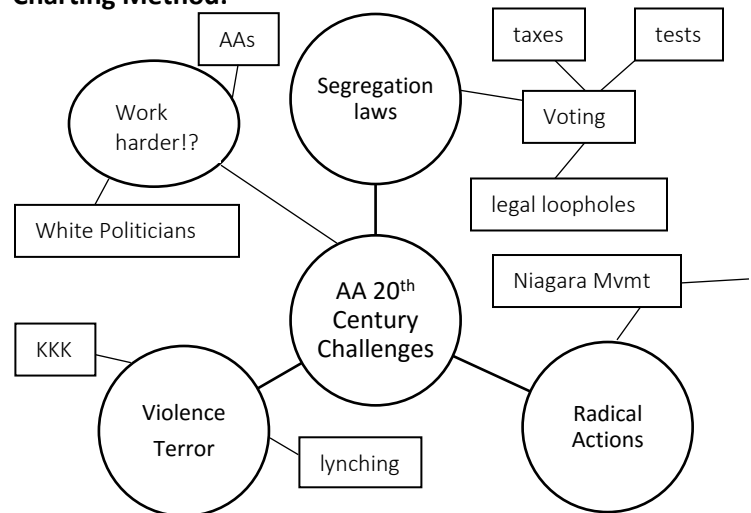 Charting Method:
AAs
taxes
tests
Segregation
laws
Work
harder!?
Voting
White Politicians
legal loopholes
AA 20th
Century
Challenges
Niagara Mvmt
KKK
Violence
Terror
Radical
Actions
lynching